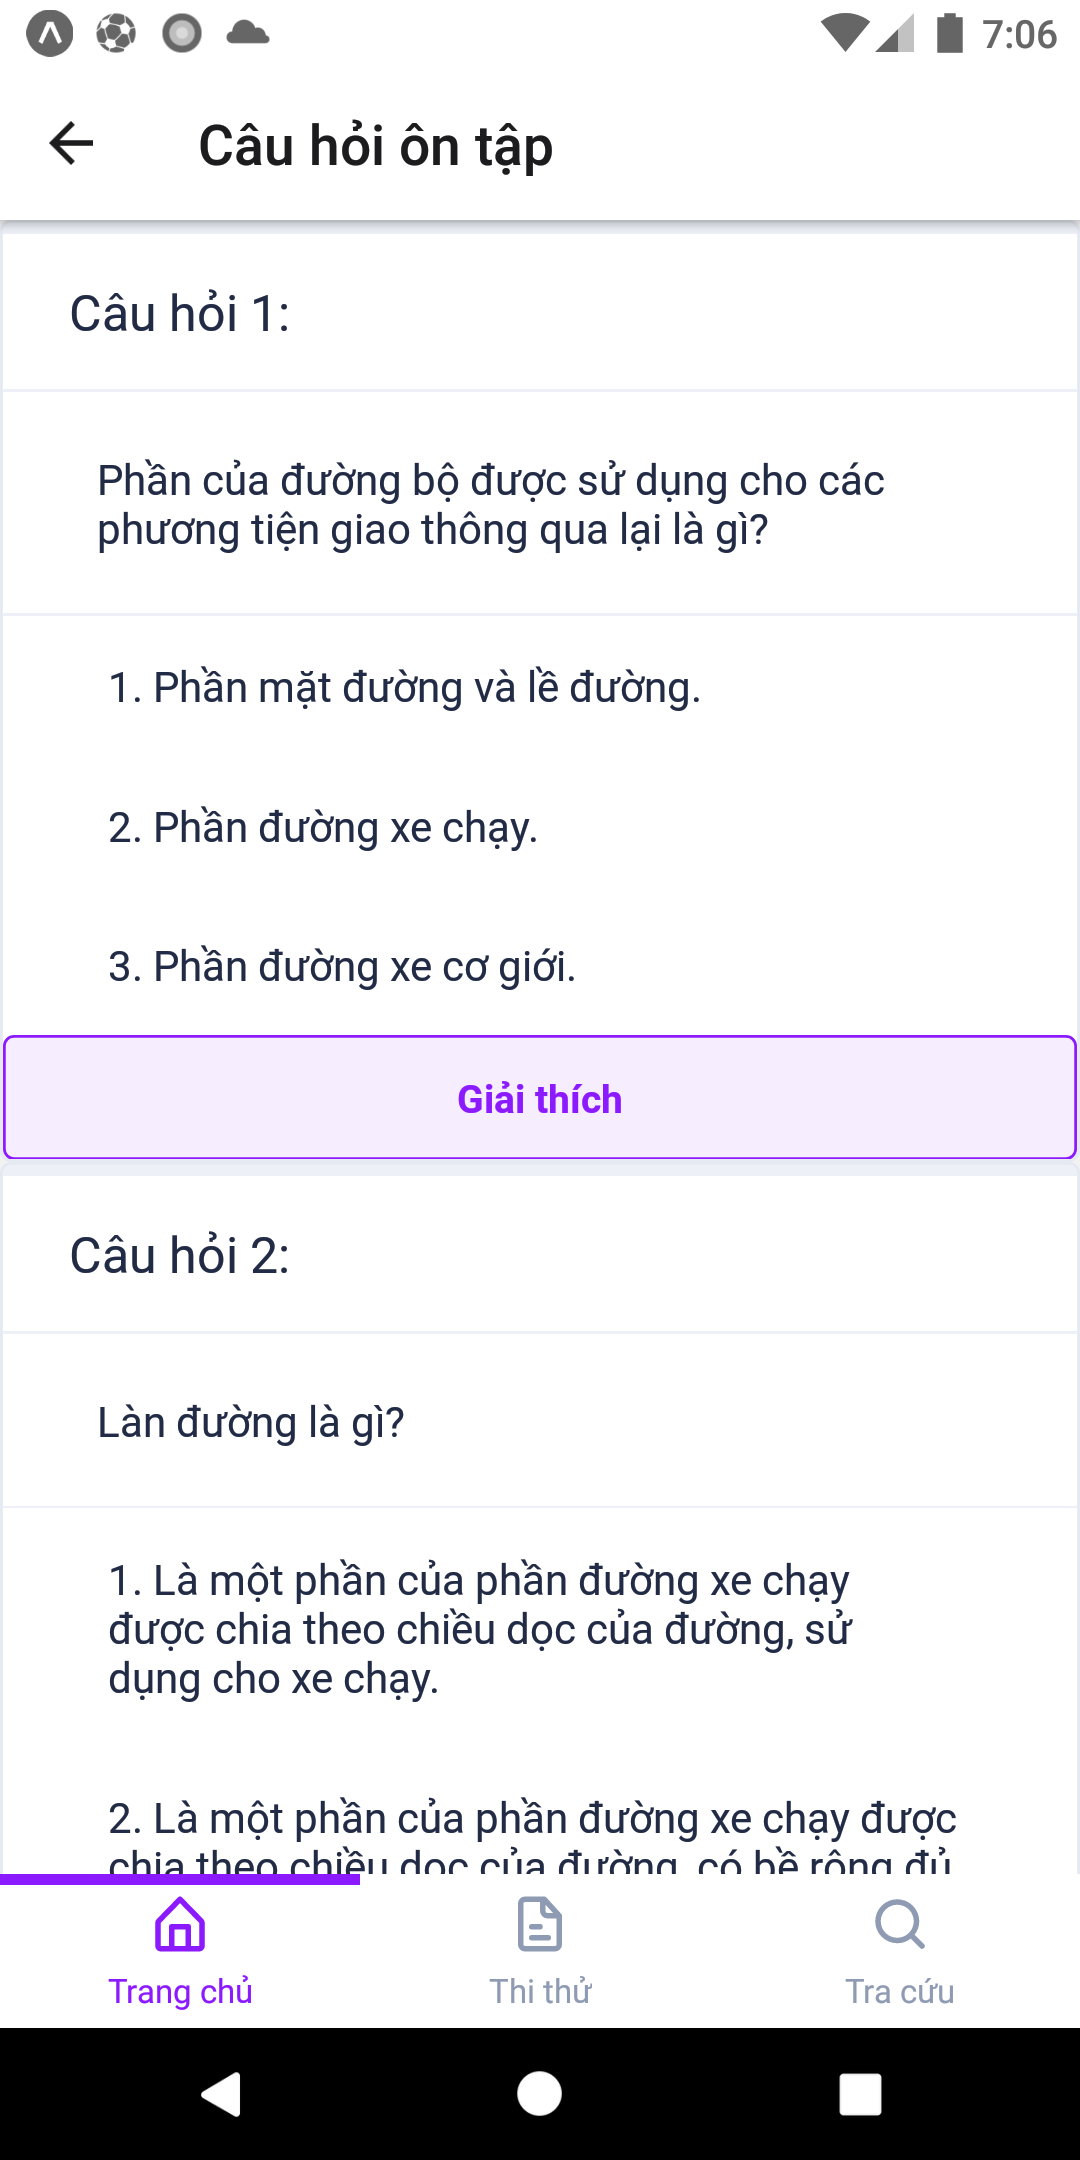 7:06
Câu hỏi ôn tập
Câu hỏi 1:
Phần của đường bộ được sử dụng cho các
phương tiện giao thông qua lại là gì?
1. Phần mặt đường và lề đường.
2. Phần đường xe chạy.
3. Phần đường xe cơ giới.
Giải thích
Câu hỏi 2:
Làn đường là gì?
1. Là một phần của phần đường xe chạy
được chia theo chiều dọc của đường, sử
dụng cho xe chạy.
2. Là một phần của phần đường xe chạy được
chia theo chiều dọc của đường, có bề rộng đủ
Trang chủ
Thi thử
Tra cứu